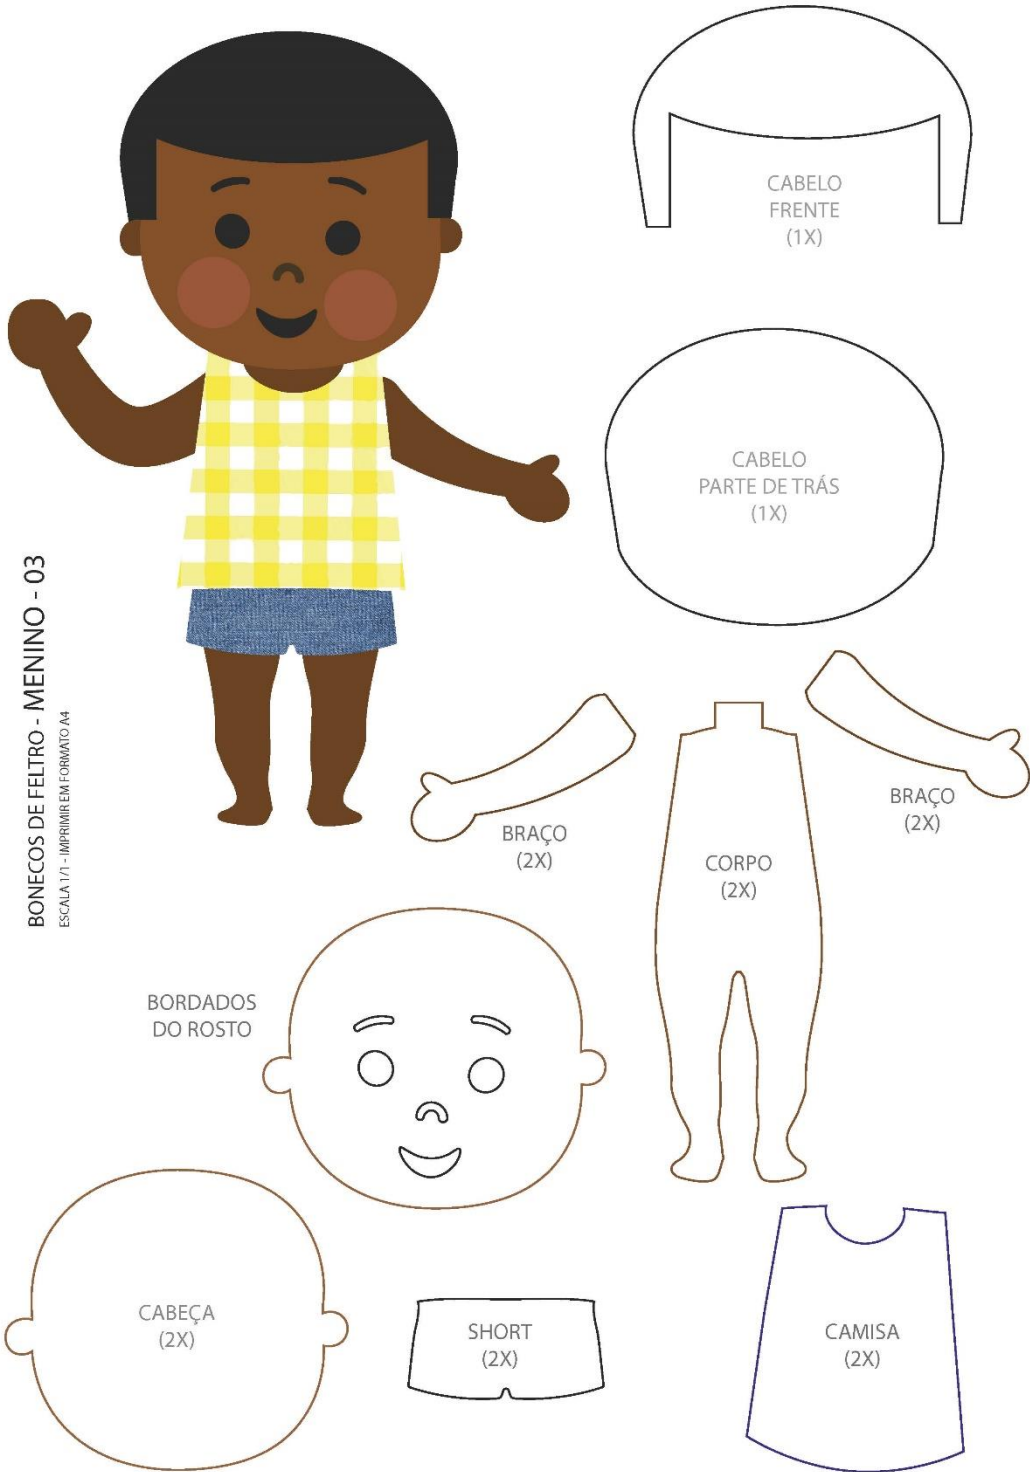 BONECOS DE FELTRO - MENINO - 03
ESCALA 1/1 - IMPRIMIR EM FORMATO A4
CABELO
FRENTE
(1X)
CABELO
PARTE DE TRÁS
(1X)
BRAÇO
(2X)
CORPO
(2X)
BRAÇO
(2X)
BORDADOS
DO ROSTO
CABEÇA
(2X)
SHORT
(2X)
CAMISA
(2X)